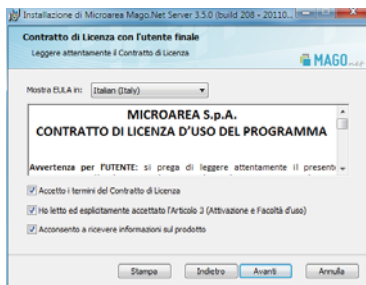 Installazione di Microarea Mago.Net Server 3.5.0 (build 208 - 20110...
Contratto di Licenza con l'utente finale
Leggere attentamente il Contratto di Licenza
MAGO.net
Mostra EULA in: Italian (Italy)
MICROAREA S.p.A.
CONTRATTO DI LICENZA D'USO DEL PROGRAMMA
Avvertenza per l'UTENTE: si prega di leggere attentamente il presente
Accetto i termini del Contratto di Licenza
Ho letto ed esplicitamente accettato l'Articolo 3 (Attivazione e Facoltà d'uso)
Acconsento a ricevere informazioni sul prodotto
Stampa Indietro Avanti Annulla